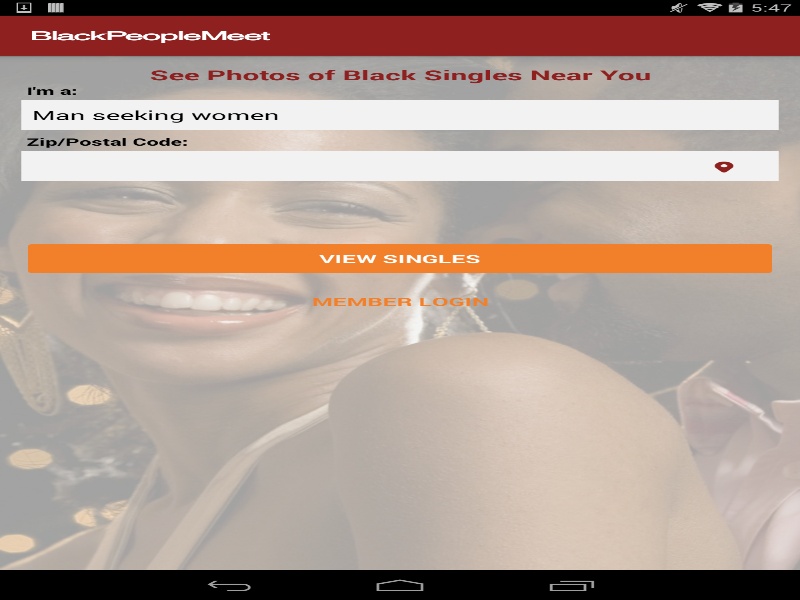 5:47
BlackPeopleMeet
See Photos of Black Singles Near You
I'm a:
Man seeking women
Zip/Postal Code:
VIEW SINGLES
MEMBER LOGIN